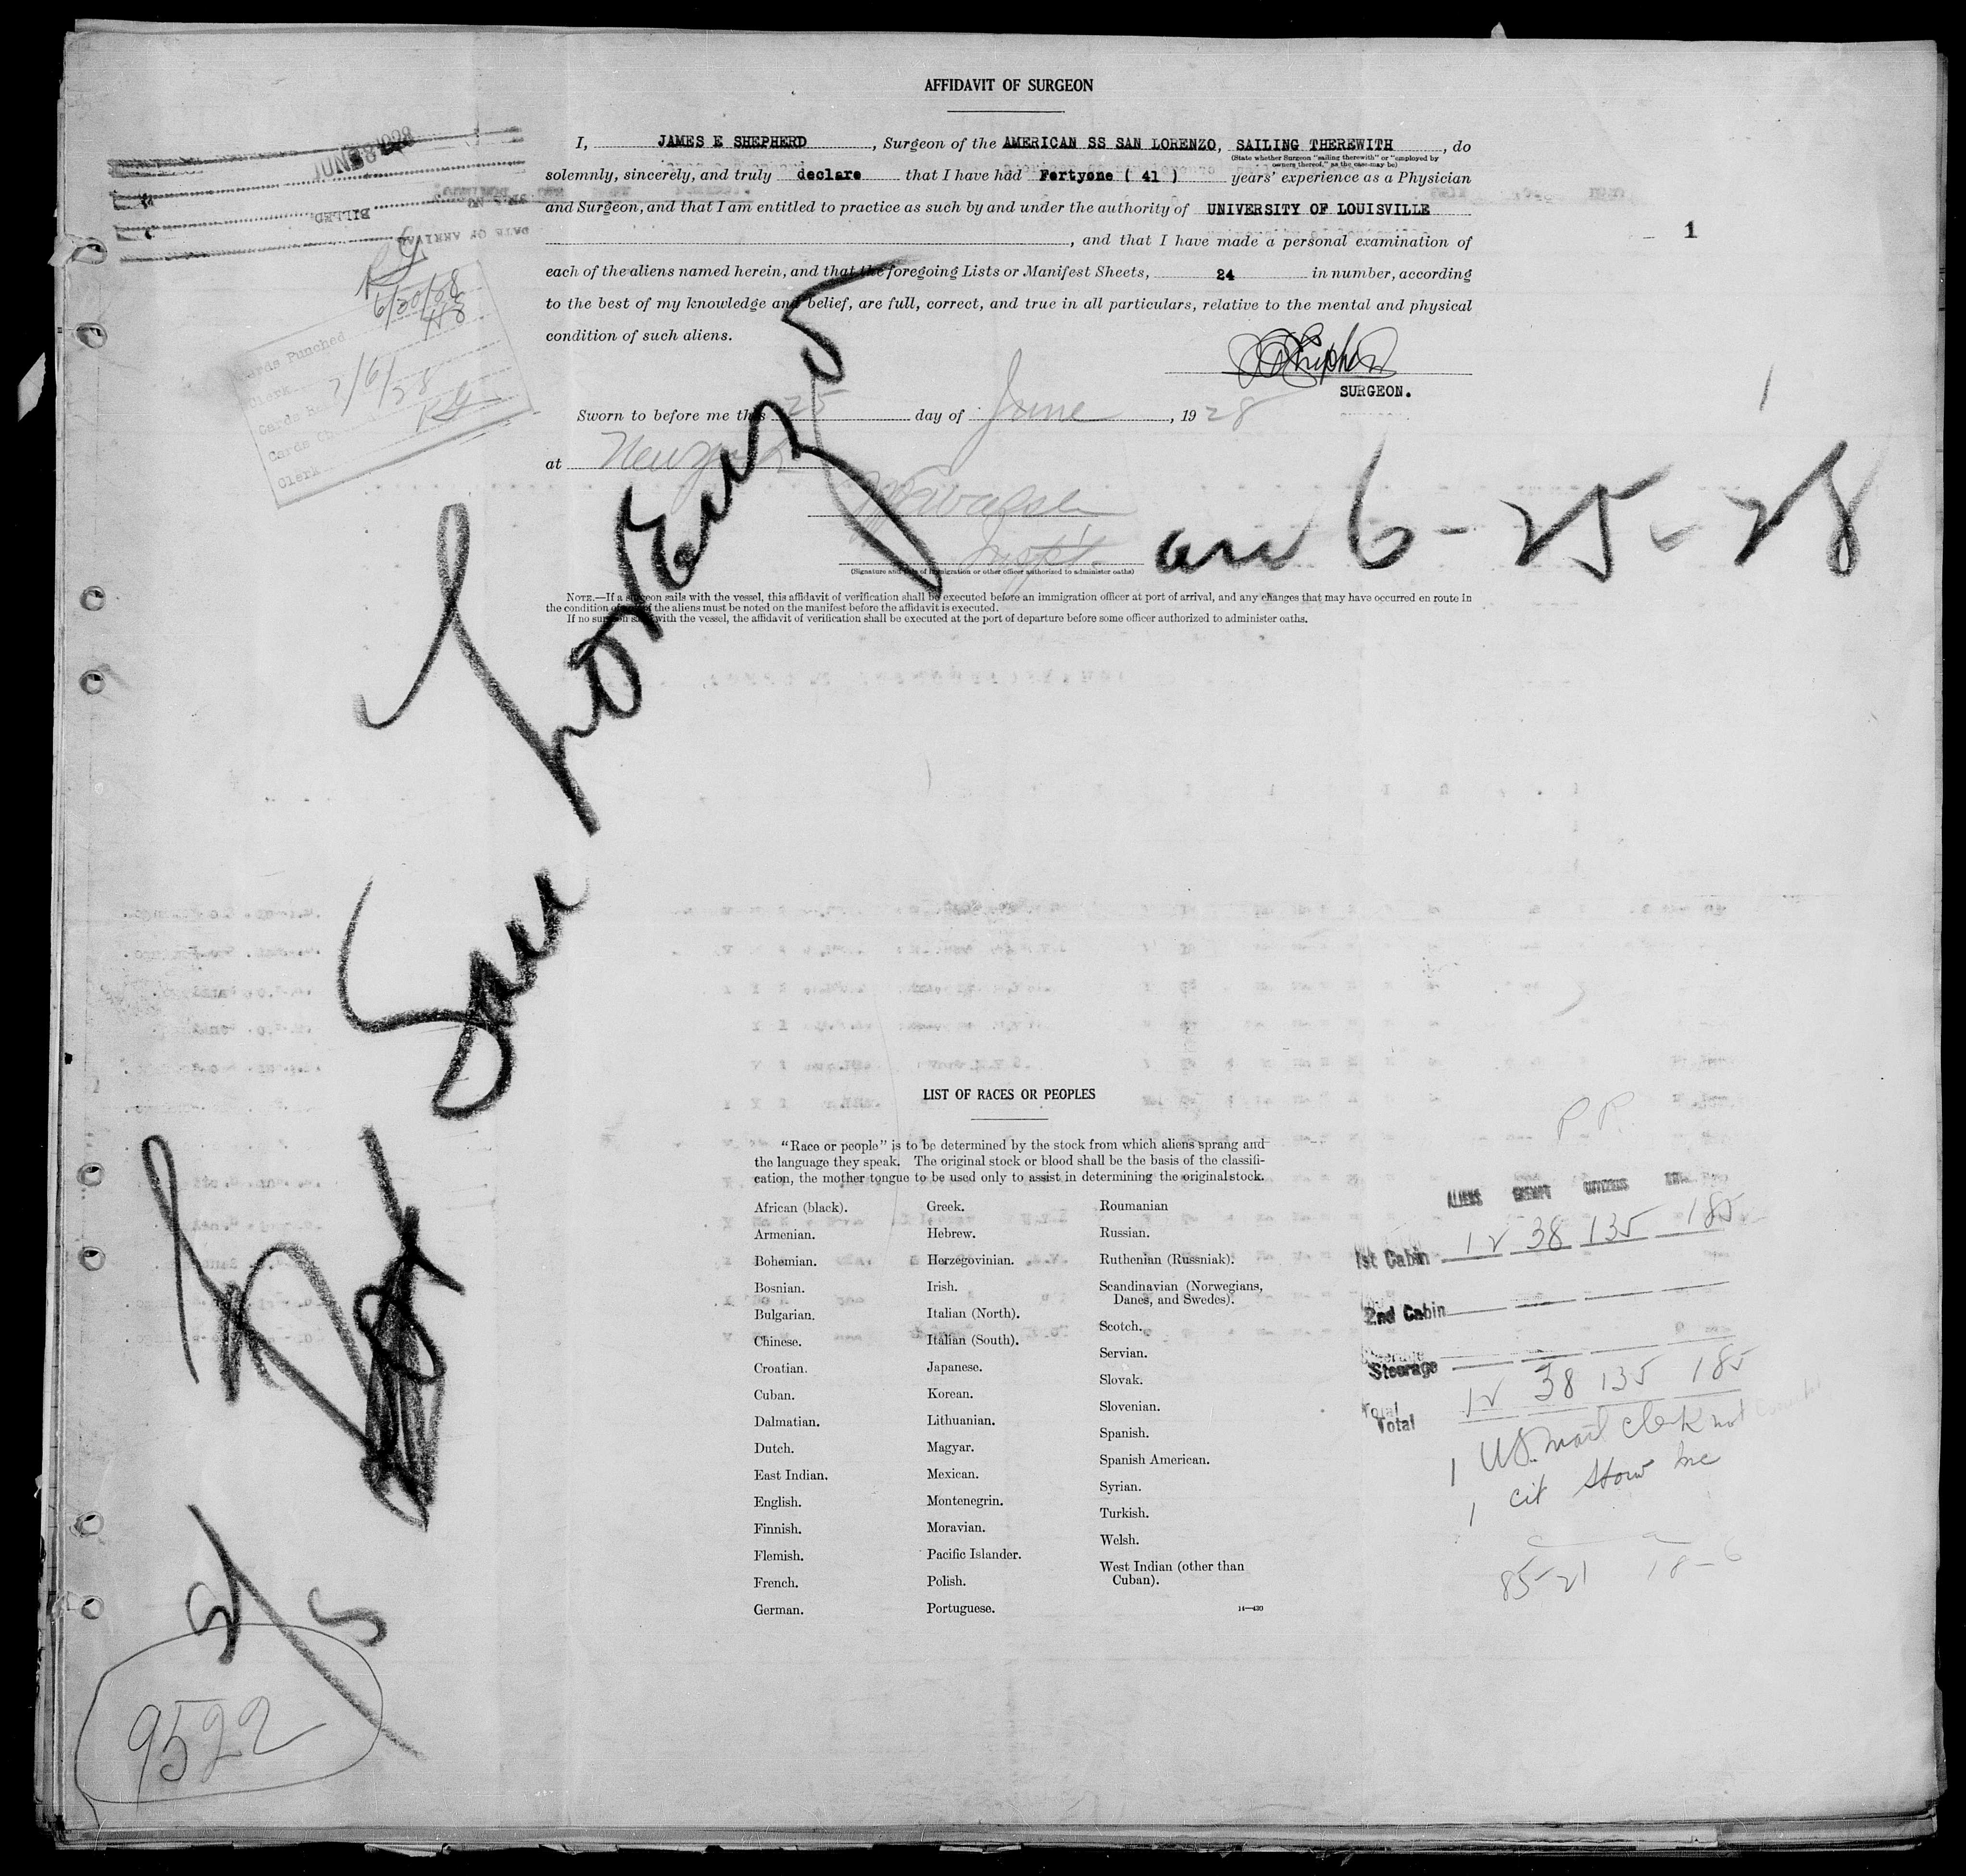 AFFIDAVIT OF SURGEON
I, JAMES E SHEPHERD, Surgeon of the AMERICAN SS SAN LORENZO, SAILING THEREWITH, do
(State whether Surgeon "sailing therewith" or "employed by owners thereof," as the case may be)
solemnly, sincerely, and truly declare that I have had Fortyone ( 41 ) years' experience as a Physician
and Surgeon, and that I am entitled to practice as such by and under the authority of UNIVERSITY OF LOUISVILLE
, and that I have made a personal examination of
each of the aliens named herein, and that the foregoing Lists or Manifest Sheets, 24 in number, according
to the best of my knowledge and belief, are full, correct, and true in all particulars, relative to the mental and physical
condition of such aliens.
SURGEON.
Sworn to before me this 25 day of June, 1928
at New York
Insp't.
(Signature and title of immigration or other officer authorized to administer oaths)
NOTE.—If a surgeon sails with the vessel, this affidavit of verification shall be executed before an immigration officer at port of arrival, and any changes that may have occurred en route in
the condition of any of the aliens must be noted on the manifest before the affidavit is executed.
If no surgeon sails with the vessel, the affidavit of verification shall be executed at the port of departure before some officer authorized to administer oaths.
1
1
arr 6-25-28
San Lorenzo
BILLED
DATE OF ARRIVAL
6/30/28
Cards Punched
Clerk
7/6/28
Clerk
9522
LIST OF RACES OR PEOPLES
"Race or people" is to be determined by the stock from which aliens sprang and
the language they speak. The original stock or blood shall be the basis of the classifi-
cation, the mother tongue to be used only to assist in determining the original stock.
African (black).
Armenian.
Bohemian.
Bosnian.
Bulgarian.
Chinese.
Croatian.
Cuban.
Dalmatian.
Dutch.
East Indian.
English.
Finnish.
Flemish.
French.
German.
Greek.
Hebrew.
Herzegovinian.
Irish.
Italian (North).
Italian (South).
Japanese.
Korean.
Lithuanian.
Magyar.
Mexican.
Montenegrin.
Moravian.
Pacific Islander.
Polish.
Portuguese.
Roumanian
Russian.
Ruthenian (Russniak).
Scandinavian (Norwegians,
Danes, and Swedes).
Scotch.
Servian.
Slovak.
Slovenian.
Spanish.
Spanish American.
Syrian.
Turkish.
Welsh.
West Indian (other than
Cuban).
14—430
P.R.
ALIENS EXEMPT CITIZENS TOTAL
1st Cabin 12 38 135 185
2nd Cabin
Steerage
Total 12 38 135 185
1 US. mail clerk not
1 cit
85-21 18-6